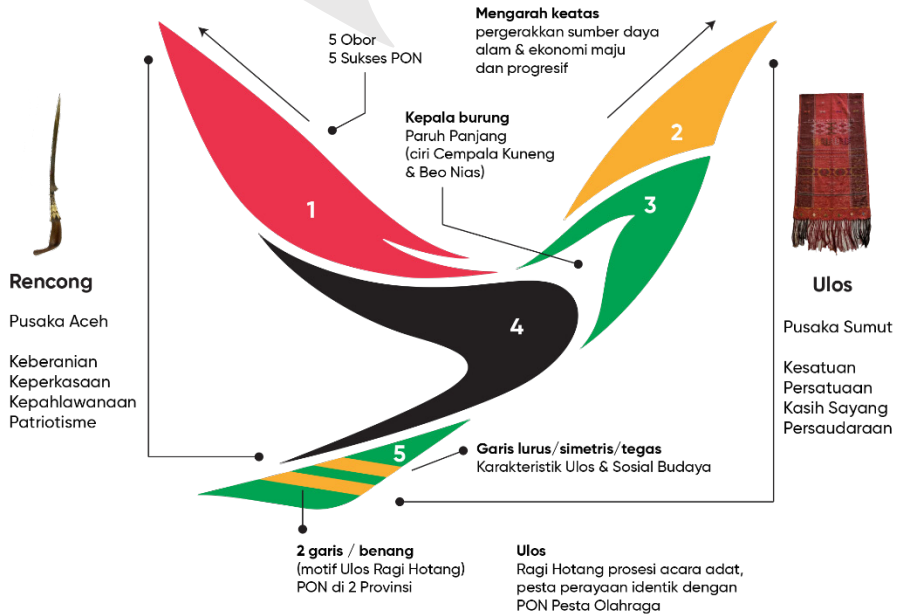 5 Obor
5 Sukses PON
Mengarah keatas
pergerakkan sumber daya
alam & ekonomi maju
dan progresif
Kepala burung
Paruh Panjang
(ciri Cempala Kuneng
& Beo Nias)
1
2
3
4
5
Rencong
Pusaka Aceh
Keberanian
Keperkasaan
Kepahlawanaan
Patriotisme
Ulos
Pusaka Sumut
Kesatuan
Persatuaan
Kasih Sayang
Persaudaraan
Garis lurus/simetris/tegas
Karakteristik Ulos & Sosial Budaya
2 garis / benang
(motif Ulos Ragi Hotang)
PON di 2 Provinsi
Ulos
Ragi Hotang prosesi acara adat,
pesta perayaan identik dengan
PON Pesta Olahraga